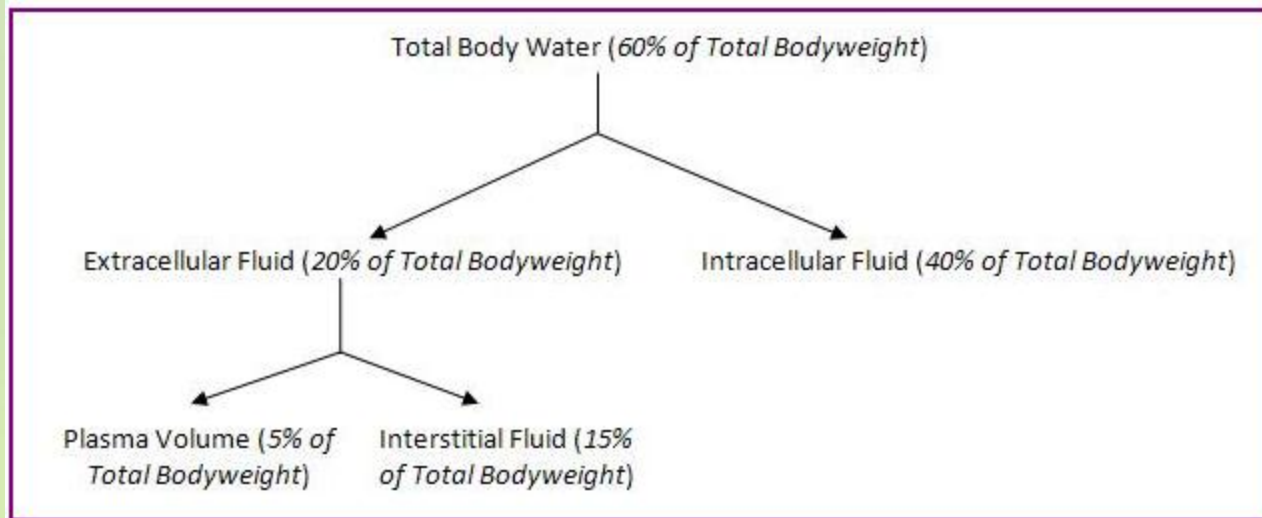 Total Body Water (60% of Total Bodyweight)
Extracellular Fluid (20% of Total Bodyweight)
Intracellular Fluid (40% of Total Bodyweight)
Plasma Volume (5% of
Total Bodyweight)
Interstitial Fluid (15%
of Total Bodyweight)